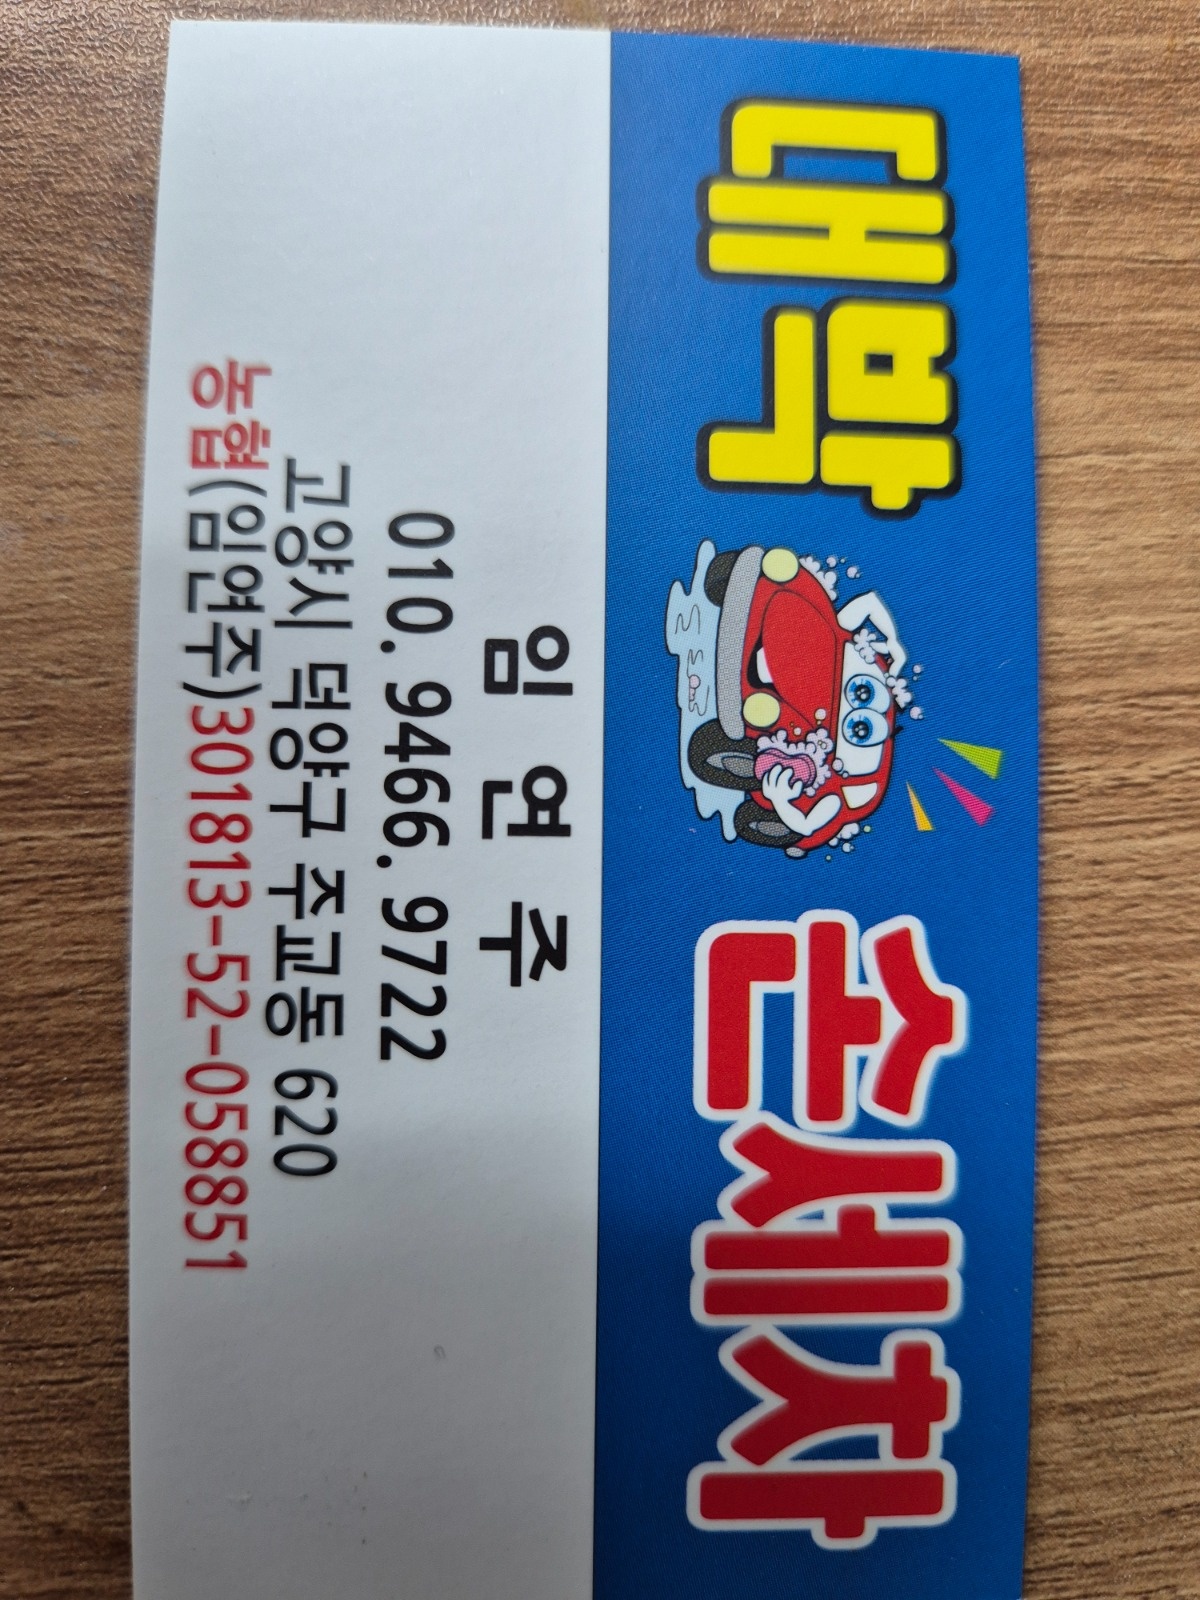 대박 손세차
임 연 주
010. 9466. 9722
고양시 덕양구 주교동 620
농협(임연주)301813-52-058851